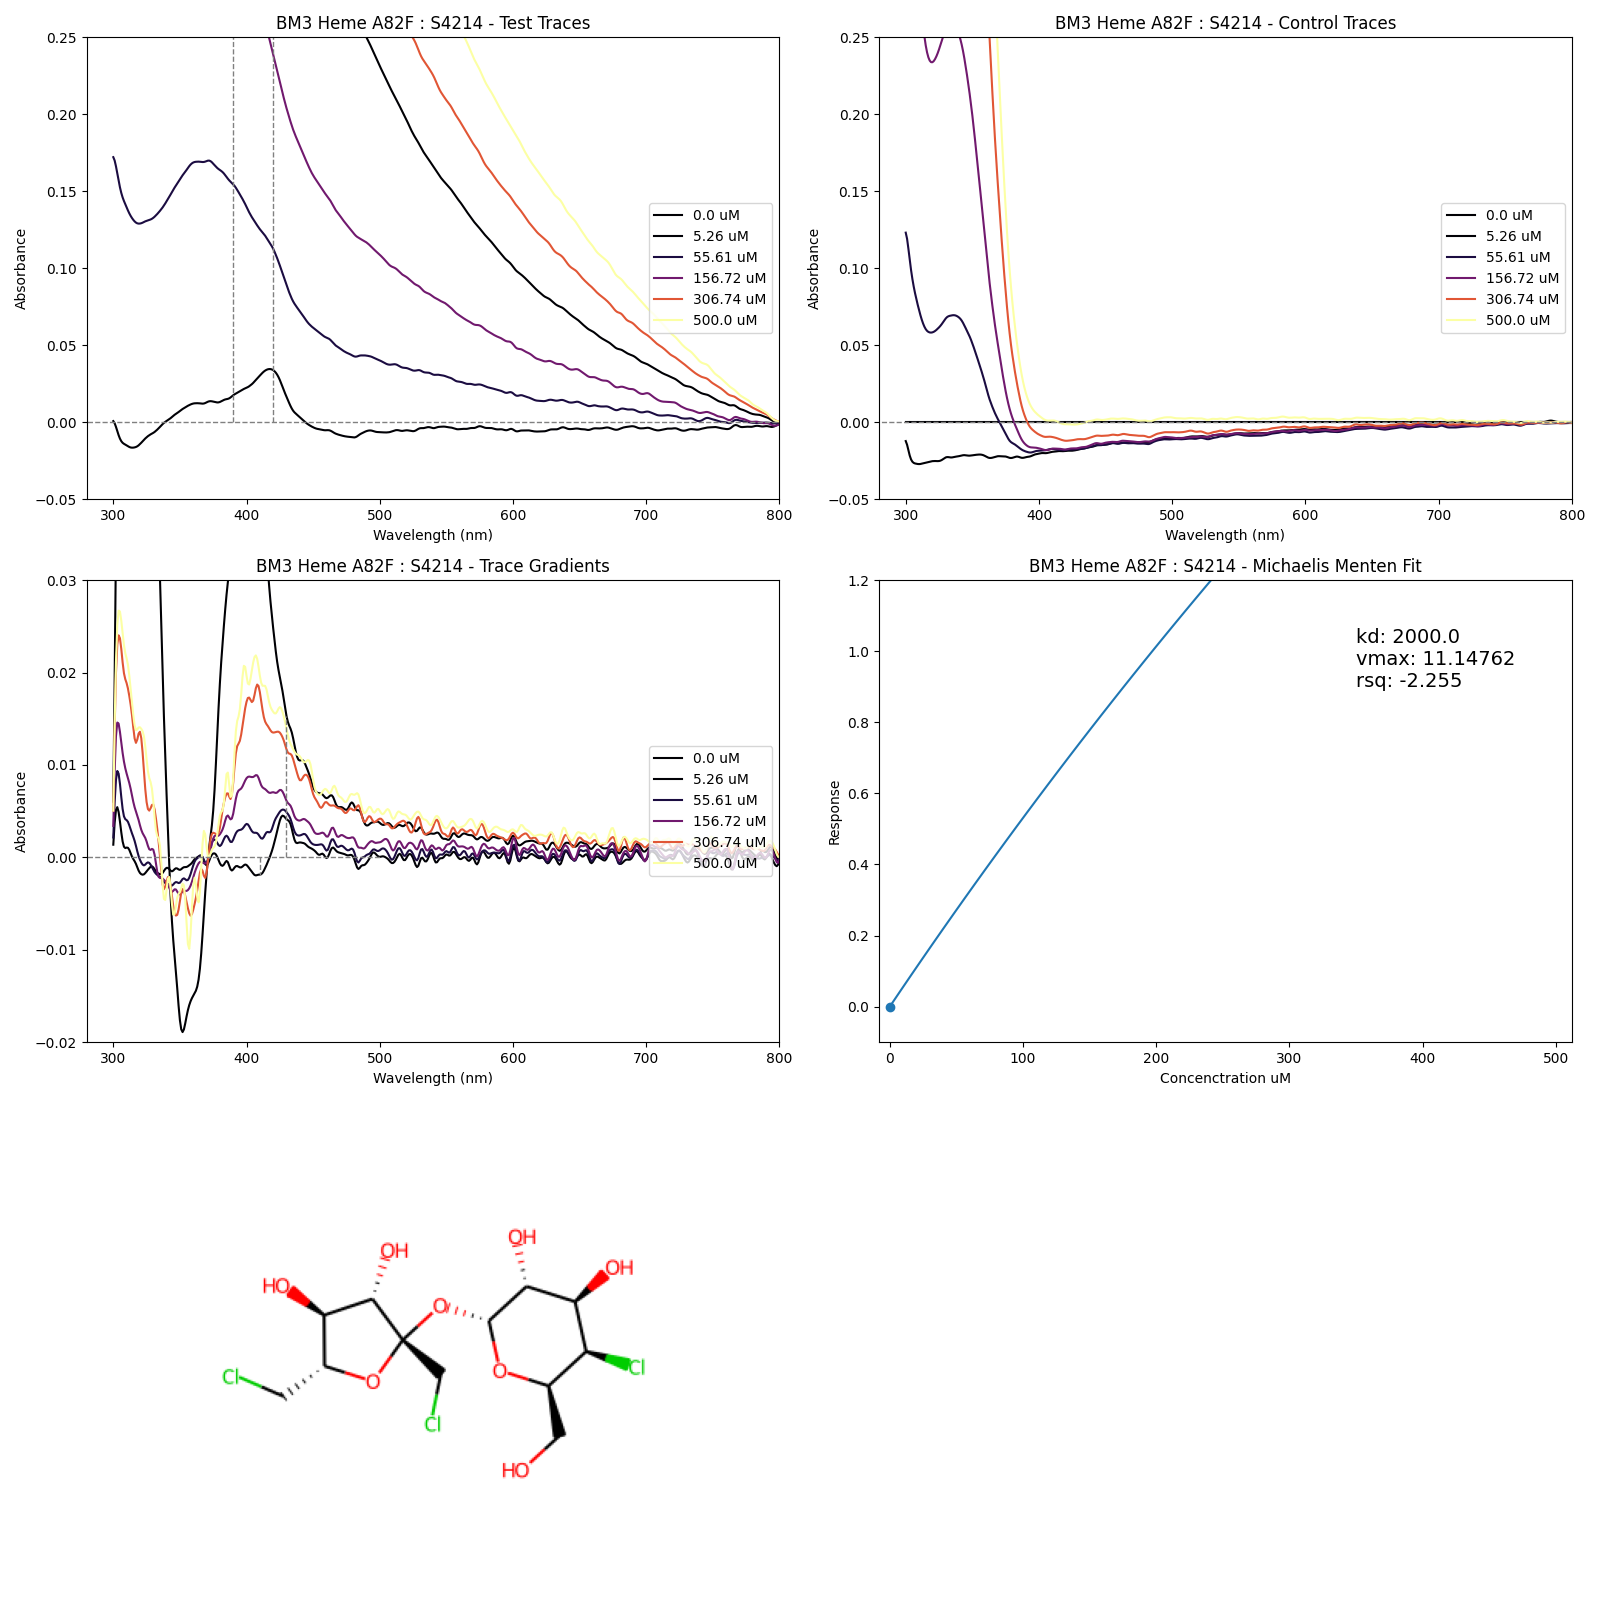 BM3 Heme A82F : S4214 - Test Traces
0.25
0.20
0.15
0.10
0.05
0.00
−0.05
Absorbance
300
400
500
600
700
800
Wavelength (nm)
0.0 uM
5.26 uM
55.61 uM
156.72 uM
306.74 uM
500.0 uM
BM3 Heme A82F : S4214 - Control Traces
0.25
0.20
0.15
0.10
0.05
0.00
−0.05
Absorbance
300
400
500
600
700
800
Wavelength (nm)
0.0 uM
5.26 uM
55.61 uM
156.72 uM
306.74 uM
500.0 uM
BM3 Heme A82F : S4214 - Trace Gradients
0.03
0.02
0.01
0.00
−0.01
−0.02
Absorbance
300
400
500
600
700
800
Wavelength (nm)
0.0 uM
5.26 uM
55.61 uM
156.72 uM
306.74 uM
500.0 uM
BM3 Heme A82F : S4214 - Michaelis Menten Fit
1.2
1.0
0.8
0.6
0.4
0.2
0.0
Response
kd: 2000.0
vmax: 11.14762
rsq: -2.255
0
100
200
300
400
500
Concenctration uM
OH
HO
O
OH
OH
Cl
O
Cl
O
Cl
HO